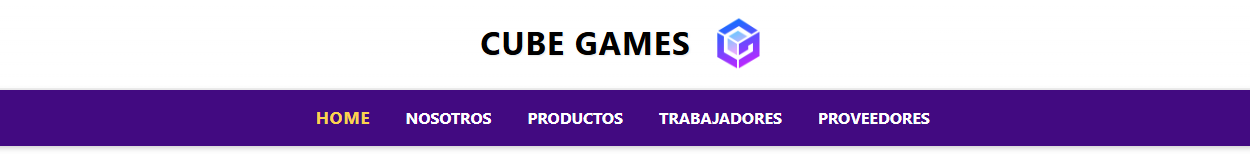 CUBE GAMES
HOME NOSOTROS PRODUCTOS TRABAJADORES PROVEEDORES